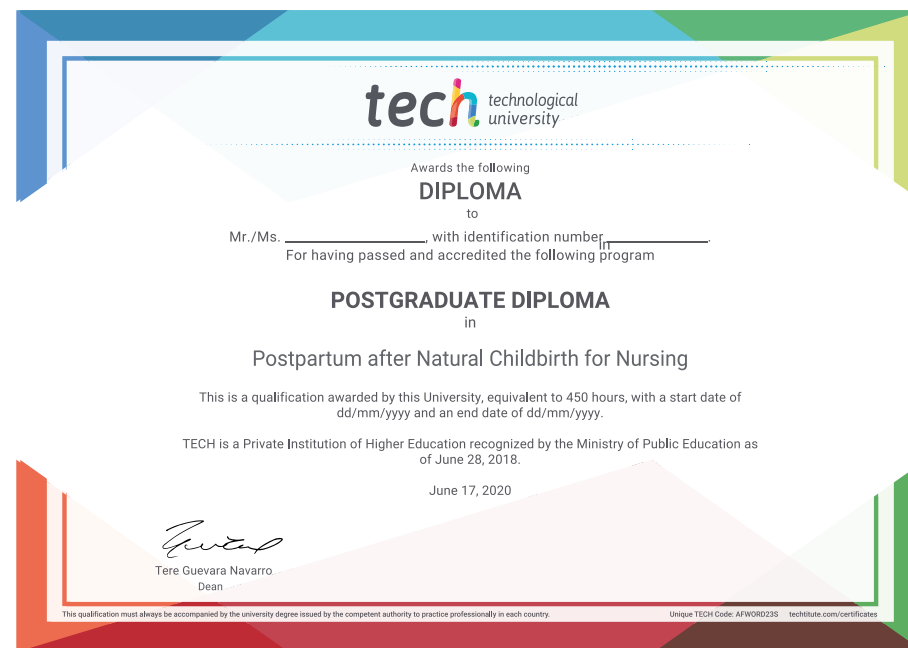 tech technological
university
Awards the following
DIPLOMA
to
Mr./Ms. ____________, with identification number ____________.
in
For having passed and accredited the following program
POSTGRADUATE DIPLOMA
in
Postpartum after Natural Childbirth for Nursing
This is a qualification awarded by this University, equivalent to 450 hours, with a start date of
dd/mm/yyyy and an end date of dd/mm/yyyy.
TECH is a Private Institution of Higher Education recognized by the Ministry of Public Education as
of June 28, 2018.
June 17, 2020
Tere Guevara Navarro
Dean
This qualification must always be accompanied by the university degree issued by the competent authority to practice professionally in each country.
Unique TECH Code: AFWORD23S techtitute.com/certificates